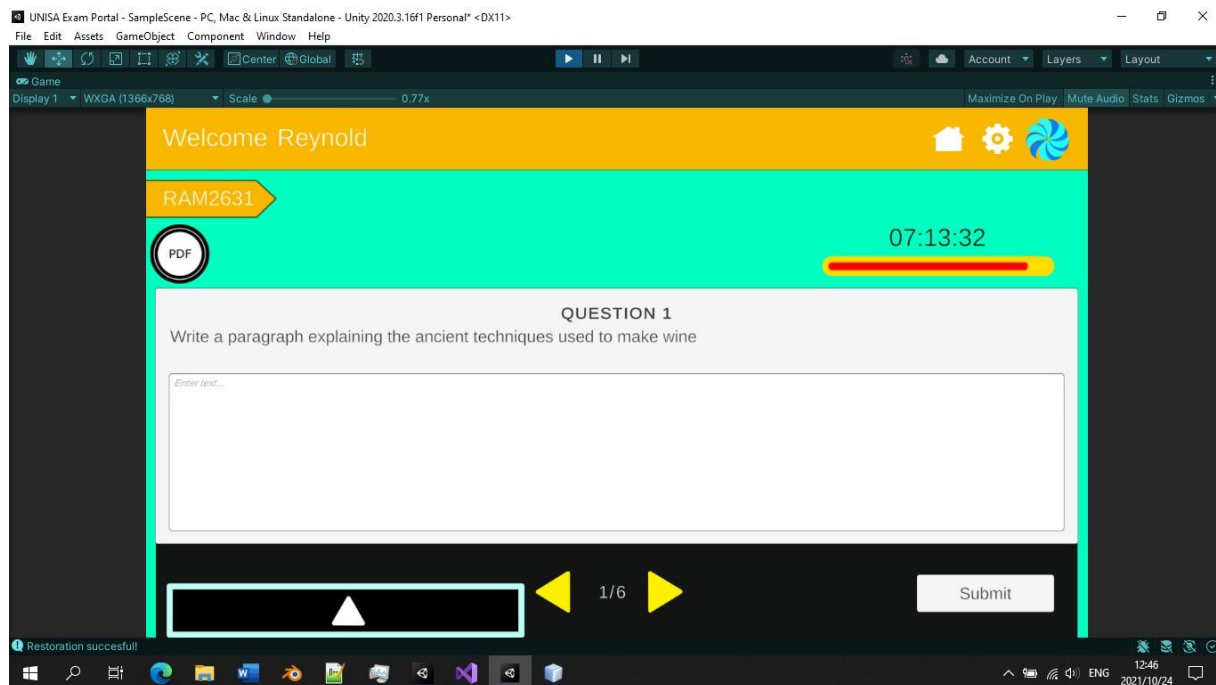 UNISA Exam Portal - SampleScene - PC, Mac & Linux Standalone - Unity 2020.3.16f1 Personal* <DX11>
File Edit Assets GameObject Component Window Help
Center Global Account Layers Layout
Game
Display 1 WXGA (1366x768) Scale 0.77x Maximize On Play Mute Audio Stats Gizmos
Welcome Reynold
RAM2631
PDF
07:13:32
QUESTION 1
Write a paragraph explaining the ancient techniques used to make wine
Enter text...
1/6
Submit
Restoration succesful!
ENG
12:46
2021/10/24